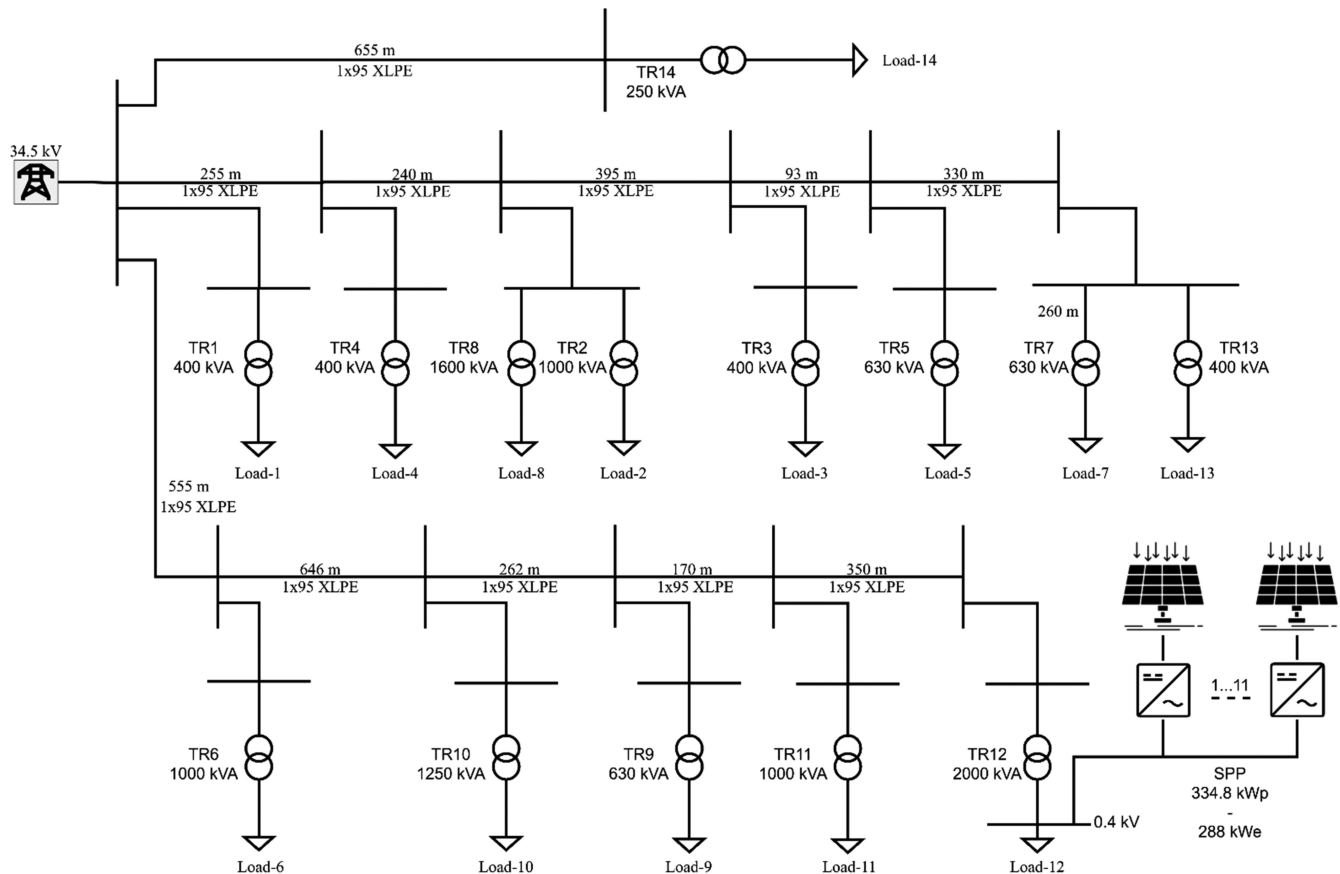 655 m
1x95 XLPE
TR14
250 kVA
Load-14
34.5 kV
255 m
1x95 XLPE
240 m
1x95 XLPE
395 m
1x95 XLPE
93 m
1x95 XLPE
330 m
1x95 XLPE
TR1
400 kVA
TR4
400 kVA
TR8
1600 kVA
TR2
1000 kVA
TR3
400 kVA
TR5
630 kVA
260 m
TR7
630 kVA
TR13
400 kVA
Load-1
Load-4
Load-8
Load-2
Load-3
Load-5
Load-7
Load-13
555 m
1x95 XLPE
646 m
1x95 XLPE
262 m
1x95 XLPE
170 m
1x95 XLPE
350 m
1x95 XLPE
1...11
TR6
1000 kVA
TR10
1250 kVA
TR9
630 kVA
TR11
1000 kVA
TR12
2000 kVA
SPP
334.8 kWp
-
288 kWe
0.4 kV
Load-6
Load-10
Load-9
Load-11
Load-12